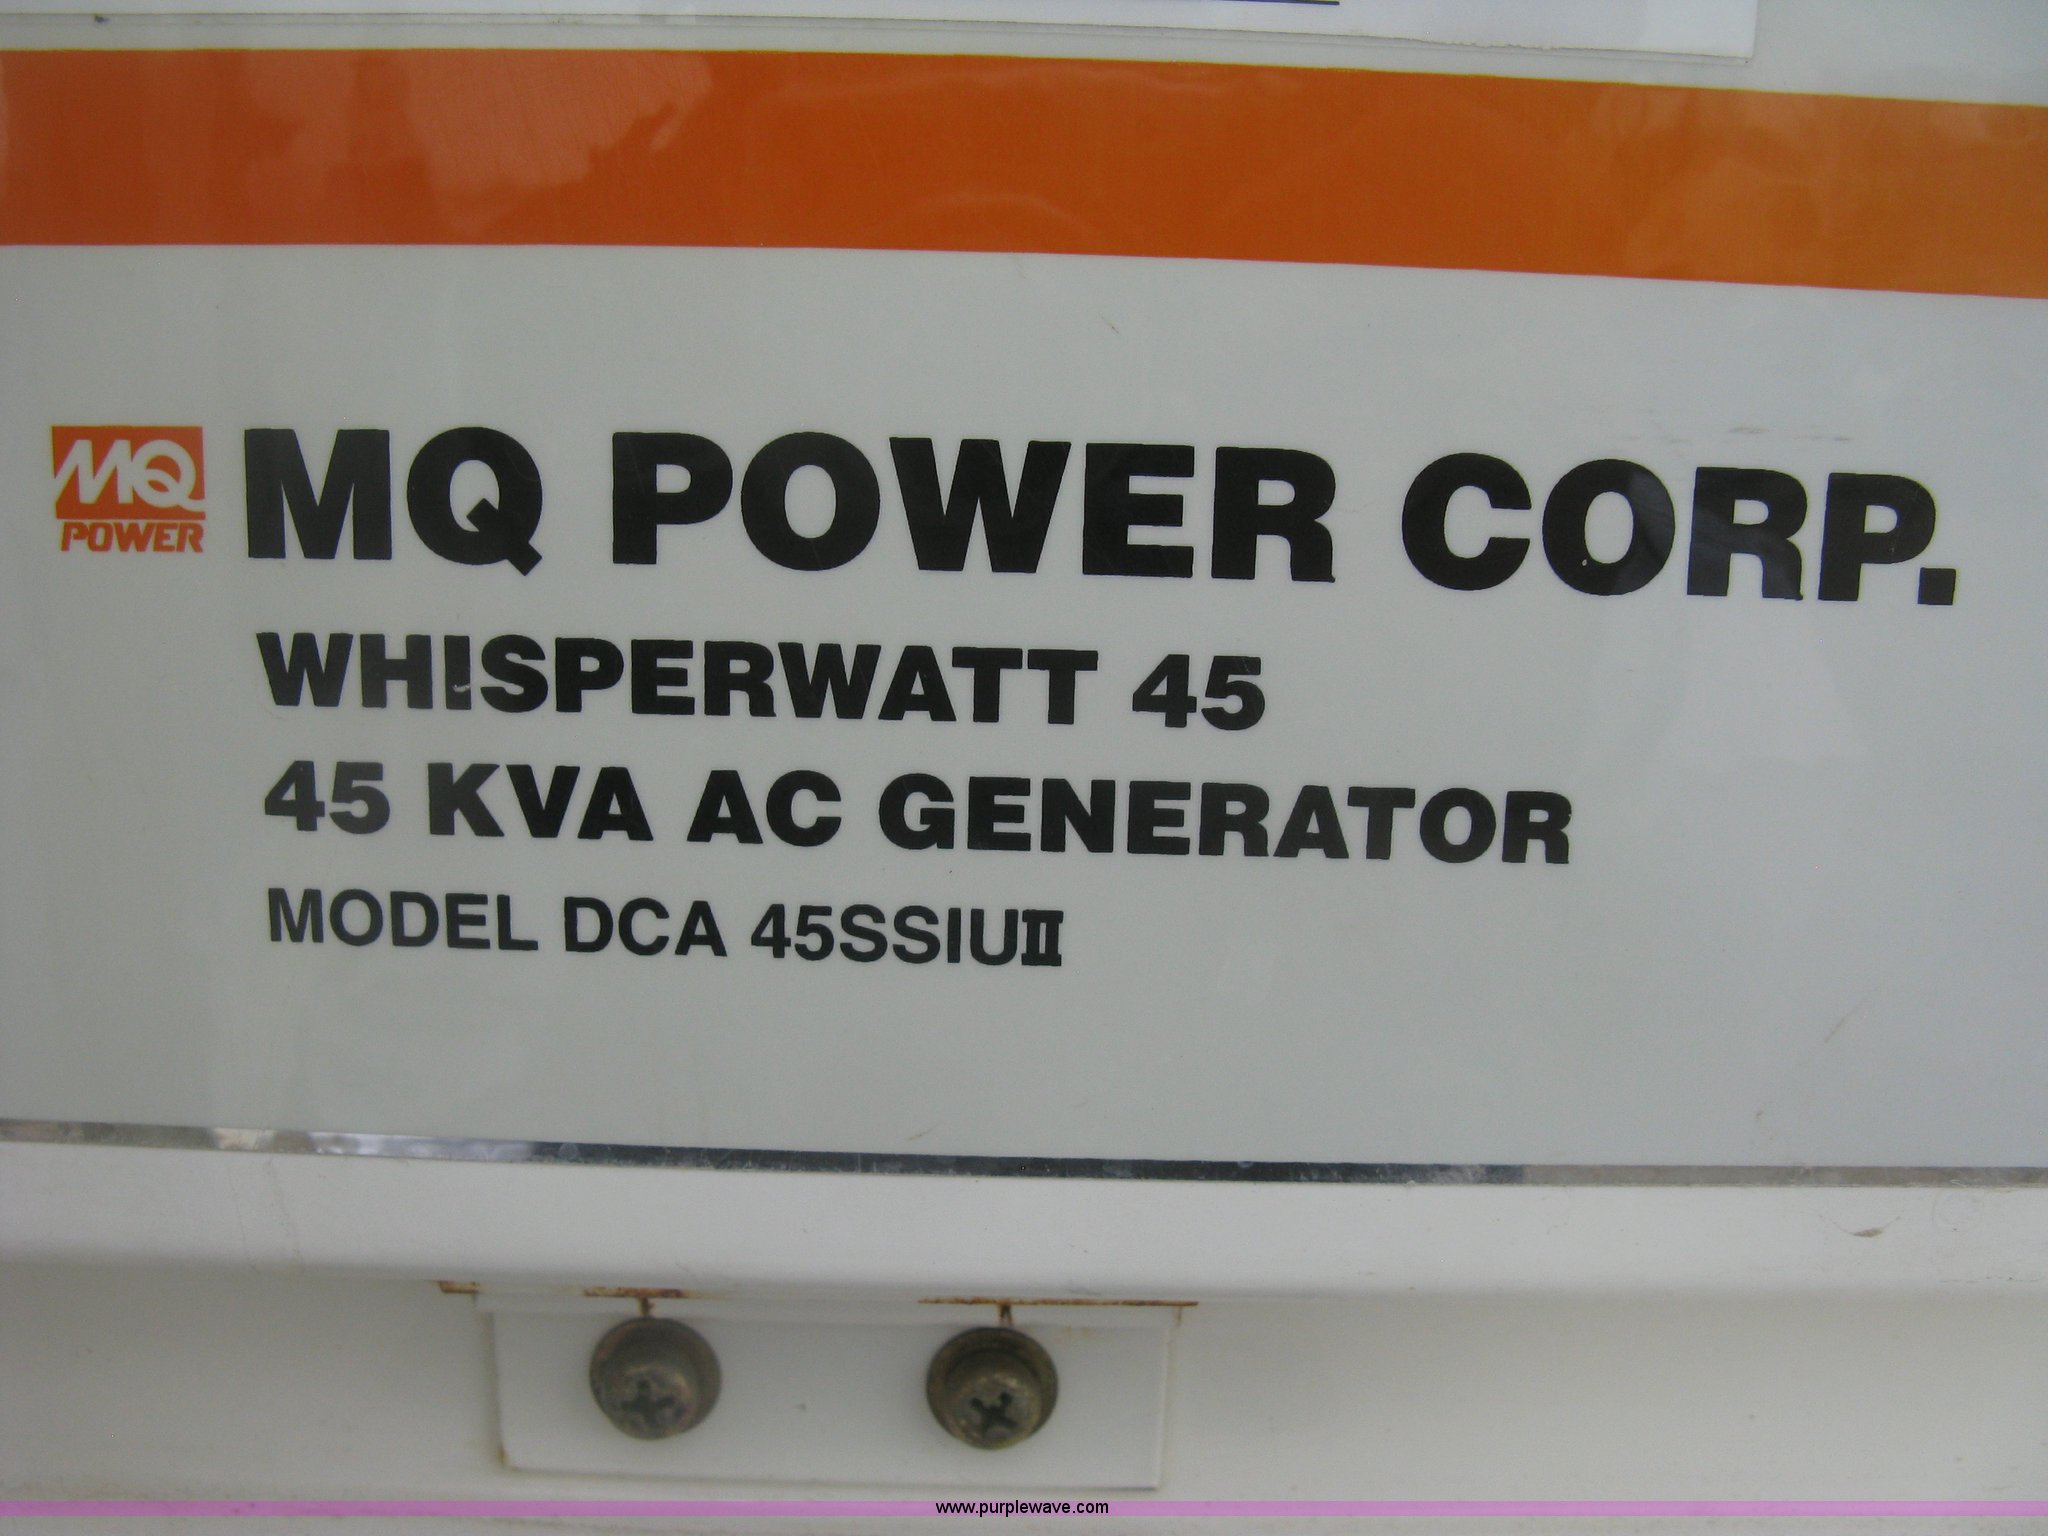 MQ POWER
MQ POWER CORP.
WHISPERWATT 45
45 KVA AC GENERATOR
MODEL DCA 45SSIUII
www.purplewave.com